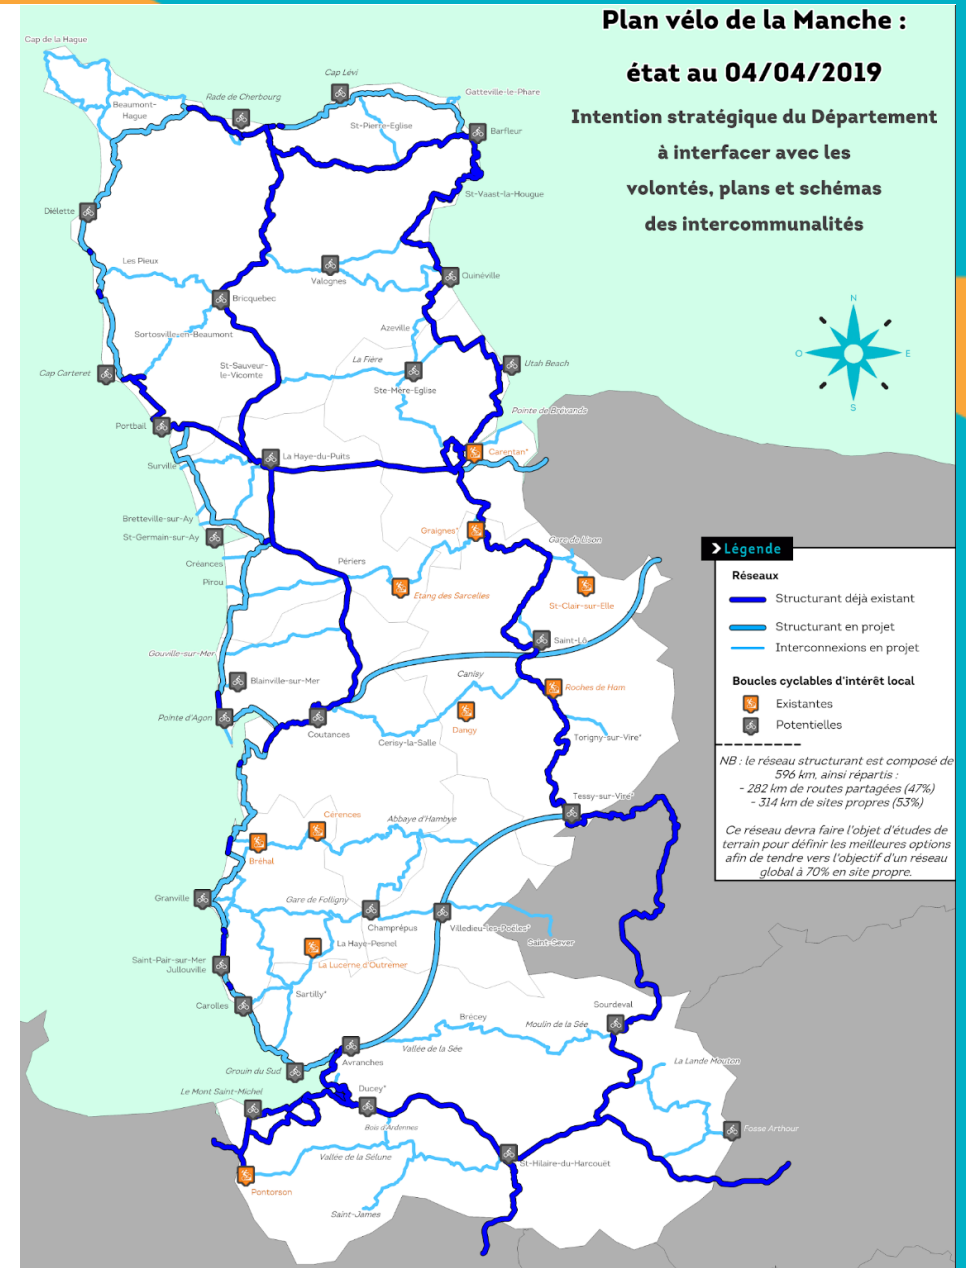 Plan vélo de la Manche :
état au 04/04/2019
Intention stratégique du Département
à interfacer avec les
volontés, plans et schémas
des intercommunalités
Cap de la Hague
Beaumont-
Hague
Rade de Cherbourg
Cap Lévi
Gatteville-le-Phare
St-Pierre-Eglise
Barfleur
St-Vaast-la-Hougue
Diélette
Les Pieux
Valognes
Quinéville
Bricquebec
Sortosville-en-Beaumont
Azeville
La Fière
St-Sauveur-
le-Vicomte
Ste-Mère-Eglise
Utah Beach
Cap Carteret
Pointe de Brévands
Portbail
Surville
La Haye-du-Puits
Carentan*
Bretteville-sur-Ay
St-Germain-sur-Ay
Graignes*
Gare de Lison
Créances
Pirou
Périers
Etang des Sarcelles
St-Clair-sur-Elle
Gouville-sur-Mer
Saint-Lô
Blainville-sur-Mer
Canisy
Roches de Ham
Pointe d'Agon
Coutances
Dangy
Cerisy-la-Salle
Torigny-sur-Vire*
Tessy-sur-Vire*
Cérences
Abbaye d'Hambye
Bréhal
Granville
Gare de Folligny
Champrépus
Villedieu-les-Poëles*
Saint-Sever
La Haye-Pesnel
La Lucerne d'Outremer
Saint-Pair-sur-Mer
Jullouville
Sartilly*
Carolles
Sourdeval
Brécey
Moulin de la Sée
Vallée de la Sée
Avranches
Grouin du Sud
La Lande Mouton
Le Mont Saint-Michel
Ducey*
Bois d'Ardennes
Fosse Arthour
Vallée de la Sélune
St-Hilaire-du-Harcouët
Pontorson
Saint-James
N
O
E
S
Légende
Réseaux
Structurant déjà existant
Structurant en projet
Interconnexions en projet
Boucles cyclables d'intérêt local
Existantes
Potentielles
NB : le réseau structurant est composé de
596 km, ainsi répartis :
- 282 km de routes partagées (47%)
- 314 km de sites propres (53%)
Ce réseau devra faire l'objet d'études de
terrain pour définir les meilleures options
afin de tendre vers l'objectif d'un réseau
global à 70% en site propre.